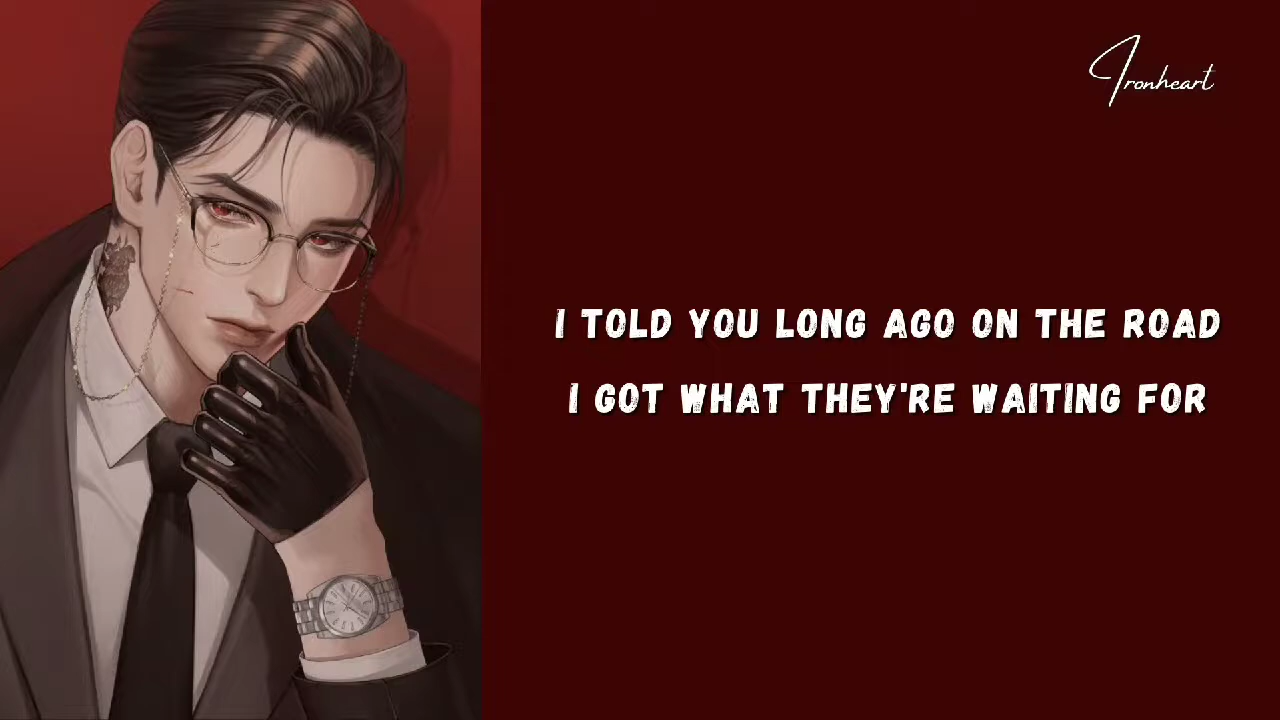 Ironheart
I TOLD YOU LONG AGO ON THE ROAD
I GOT WHAT THEY'RE WAITING FOR